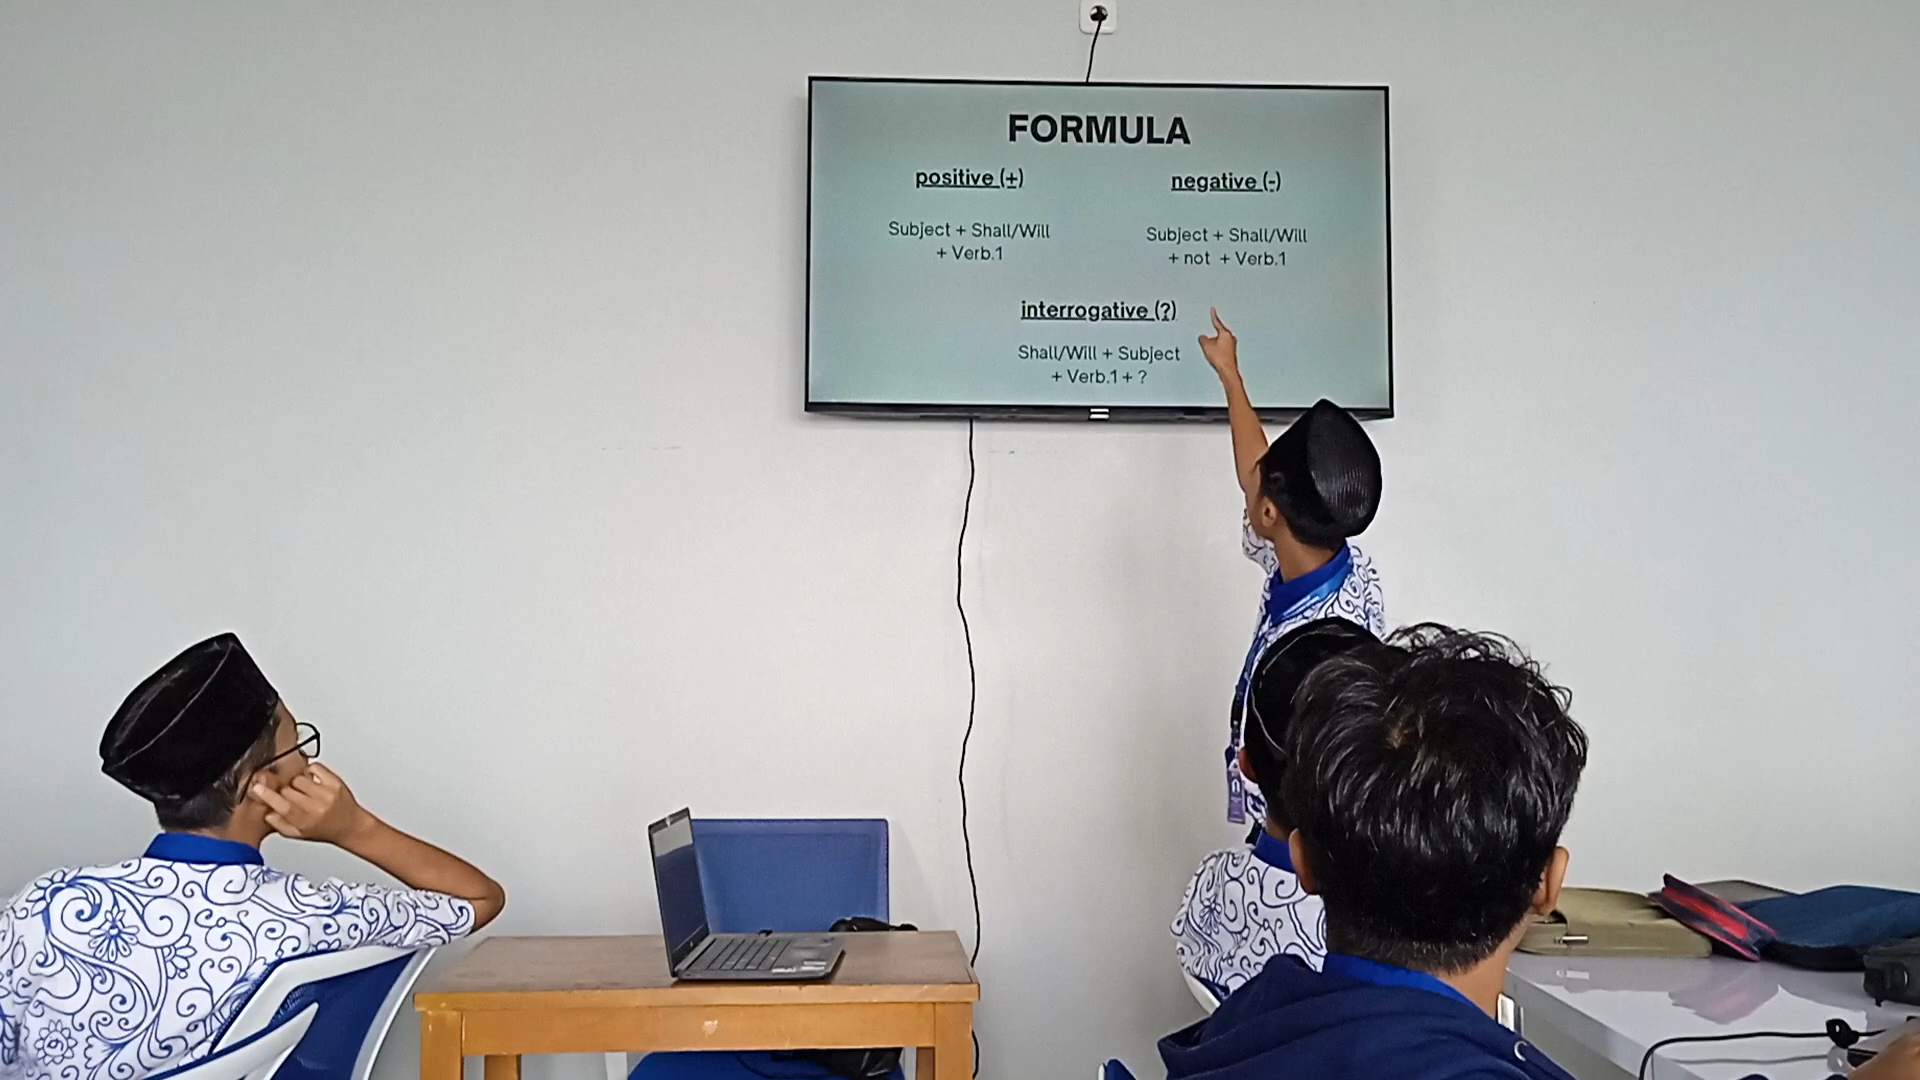 FORMULA
positive (+)
Subject + Shall/Will
+ Verb.1
negative (-)
Subject + Shall/Will
+ not + Verb.1
interrogative (?)
Shall/Will + Subject
+ Verb.1 + ?